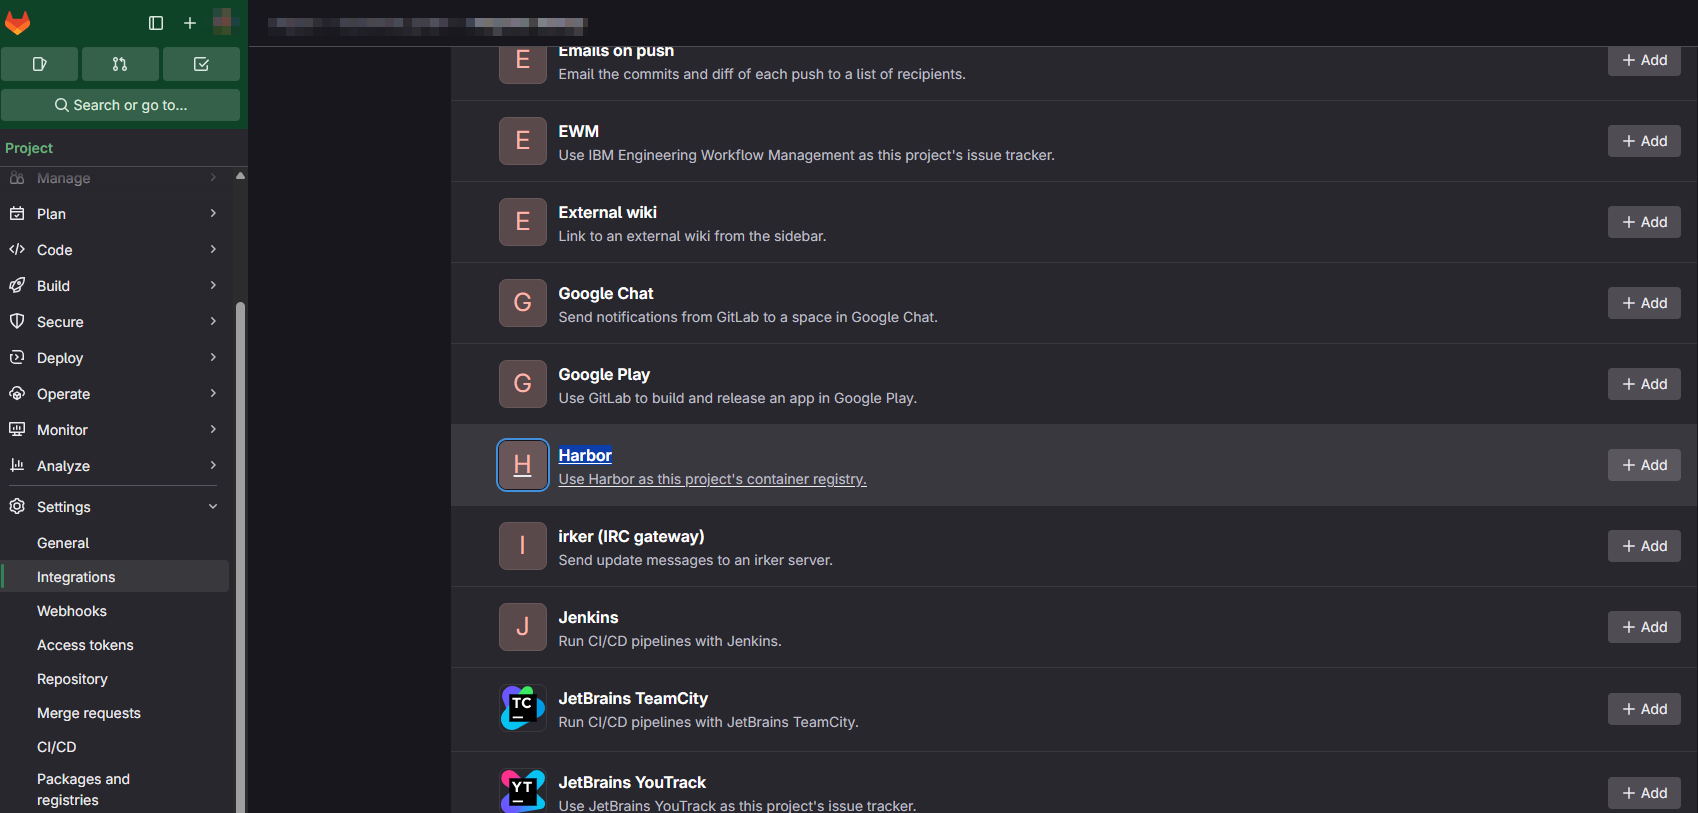 Search or go to...
Project
Manage
Plan
Code
Build
Secure
Deploy
Operate
Monitor
Analyze
Settings
General
Integrations
Webhooks
Access tokens
Repository
Merge requests
CI/CD
Packages and
registries
E
Emails on push
Email the commits and diff of each push to a list of recipients.
Add
E
EWM
Use IBM Engineering Workflow Management as this project's issue tracker.
Add
E
External wiki
Link to an external wiki from the sidebar.
Add
G
Google Chat
Send notifications from GitLab to a space in Google Chat.
Add
G
Google Play
Use GitLab to build and release an app in Google Play.
Add
H
Harbor
Use Harbor as this project's container registry.
Add
I
irker (IRC gateway)
Send update messages to an irker server.
Add
J
Jenkins
Run CI/CD pipelines with Jenkins.
Add
TC
JetBrains TeamCity
Run CI/CD pipelines with JetBrains TeamCity.
Add
YT
JetBrains YouTrack
Use JetBrains YouTrack as this project's issue tracker.
Add